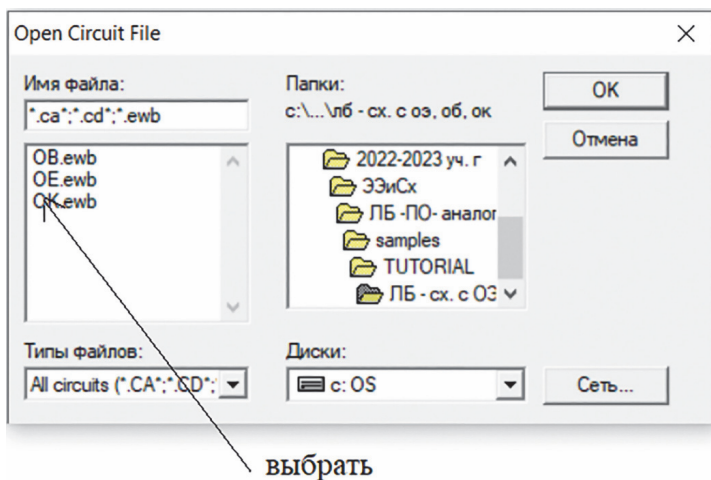 Open Circuit File
Имя файла:
*.ca*;*.cd*;*.ewb
OB.ewb
OE.ewb
OK.ewb
Папки:
c:\...\лб - сх. с оэ, об, ок
2022-2023 уч. г
ЭЭиСх
ЛБ -ПО- аналог
samples
TUTORIAL
ЛБ - сх. с ОЭ
OK
Отмена
Типы файлов:
All circuits (*.CA*;*.CD*;
Диски:
c: OS
Сеть...
выбрать